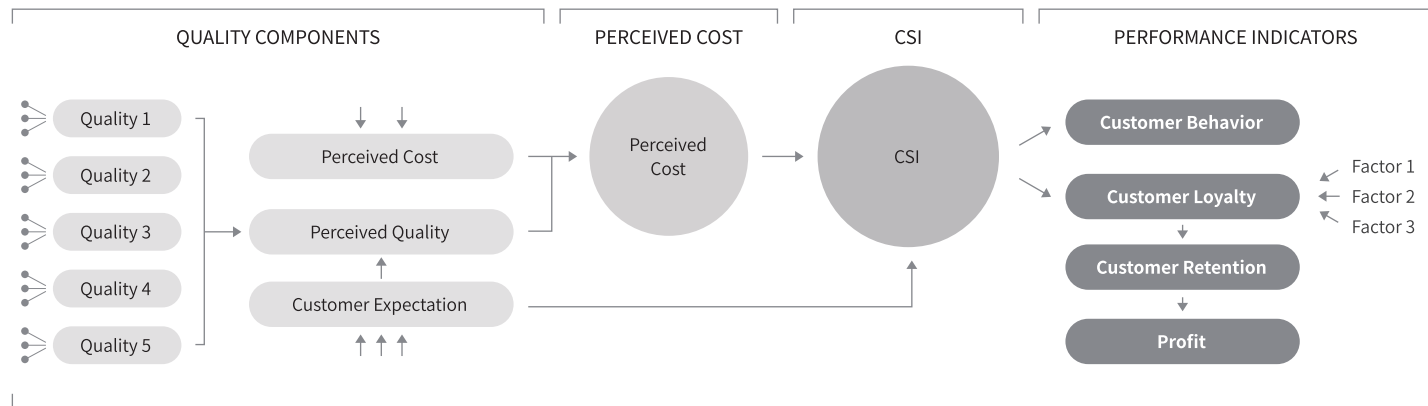 QUALITY COMPONENTS
PERCEIVED COST
CSI
PERFORMANCE INDICATORS
Quality 1
Quality 2
Quality 3
Quality 4
Quality 5
Perceived Cost
Perceived Quality
Customer Expectation
Perceived
Cost
CSI
Customer Behavior
Customer Loyalty
Customer Retention
Profit
Factor 1
Factor 2
Factor 3